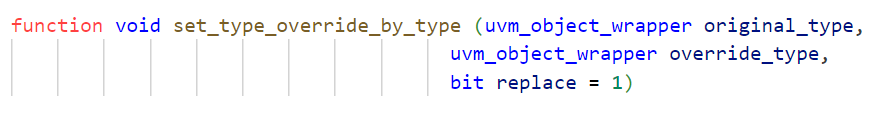 function void set_type_override_by_type (uvm_object_wrapper original_type,
uvm_object_wrapper override_type,
bit replace = 1)